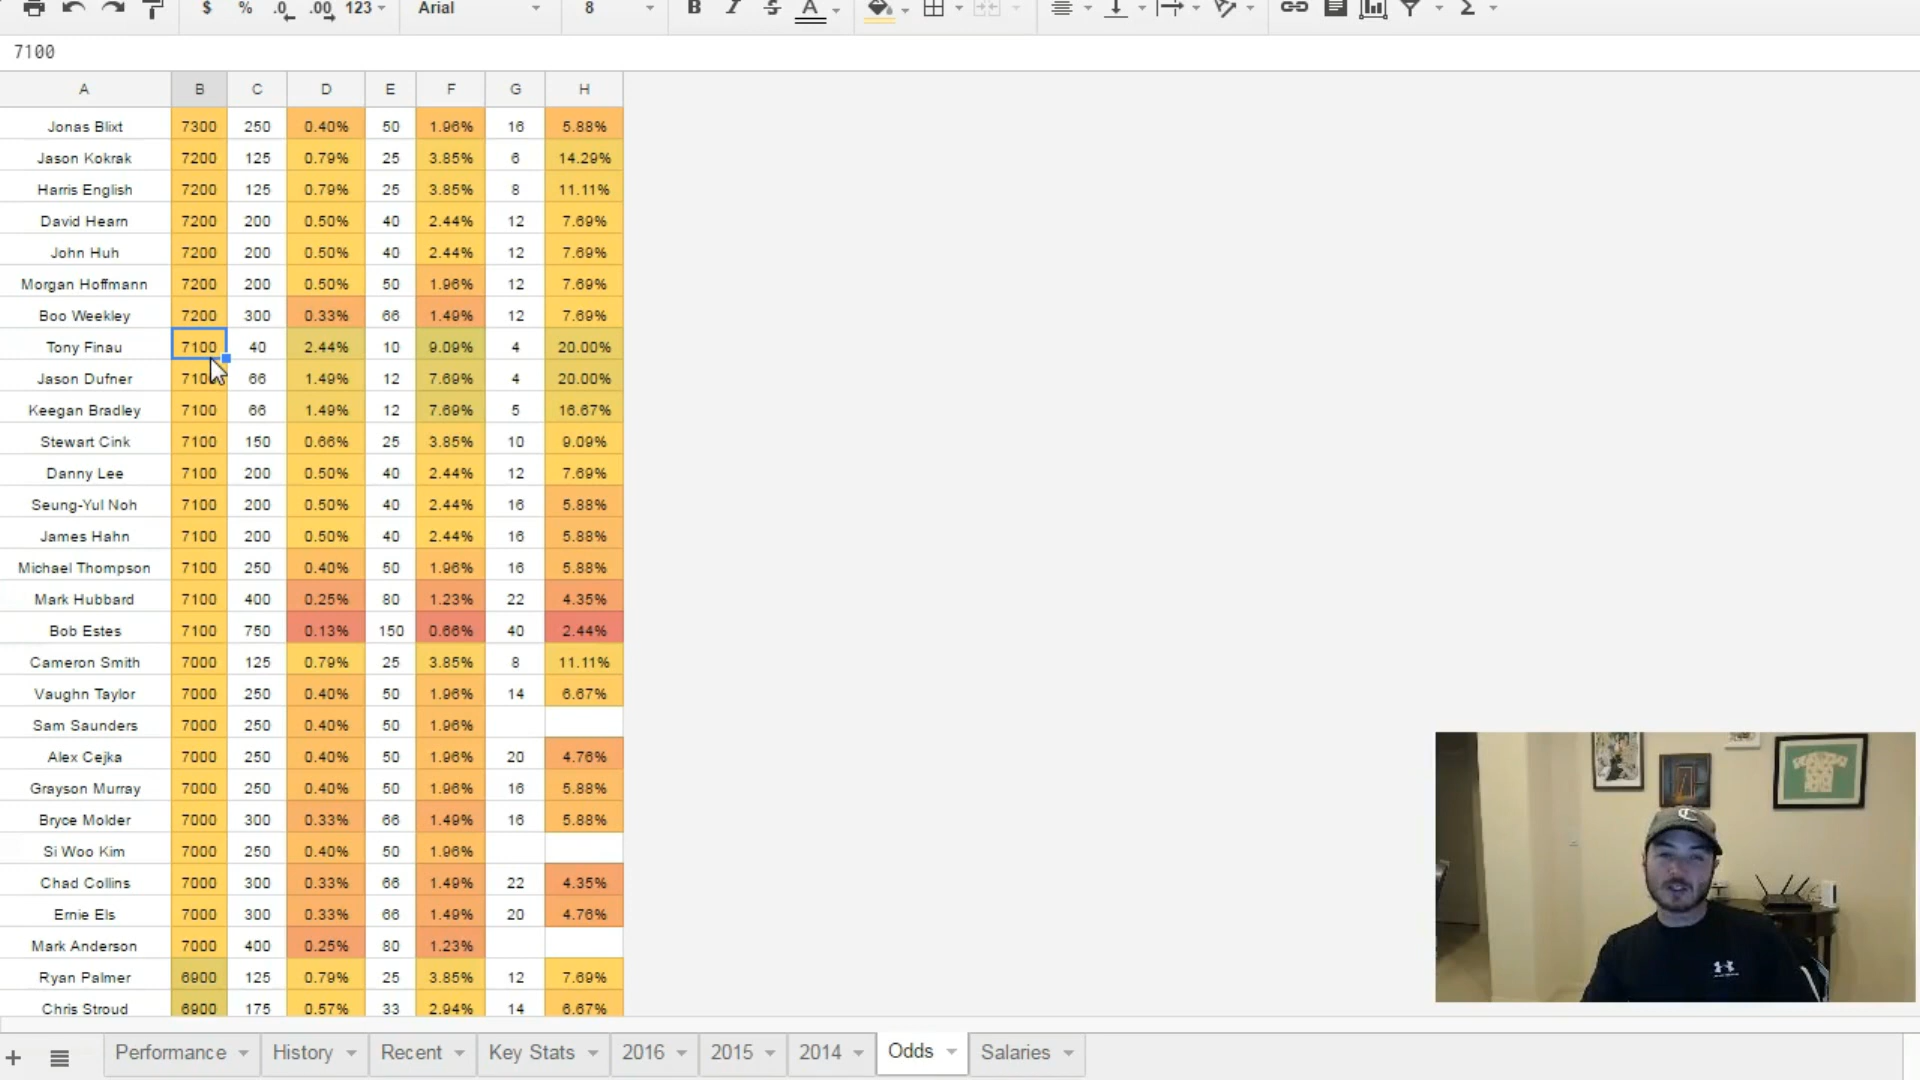 $ % .0 .00 123 Arial 8 B I S A Σ
7100
A B C D E F G H
Jonas Blixt 7300 250 0.40% 50 1.96% 16 5.88%
Jason Kokrak 7200 125 0.79% 25 3.85% 6 14.29%
Harris English 7200 125 0.79% 25 3.85% 8 11.11%
David Hearn 7200 200 0.50% 40 2.44% 12 7.69%
John Huh 7200 200 0.50% 40 2.44% 12 7.69%
Morgan Hoffmann 7200 200 0.50% 50 1.96% 12 7.69%
Boo Weekley 7200 300 0.33% 66 1.49% 12 7.69%
Tony Finau 7100 40 2.44% 10 9.09% 4 20.00%
Jason Dufner 7100 66 1.49% 12 7.69% 4 20.00%
Keegan Bradley 7100 66 1.49% 12 7.69% 5 16.67%
Stewart Cink 7100 150 0.66% 25 3.85% 10 9.09%
Danny Lee 7100 200 0.50% 40 2.44% 12 7.69%
Seung-Yul Noh 7100 200 0.50% 40 2.44% 16 5.88%
James Hahn 7100 200 0.50% 40 2.44% 16 5.88%
Michael Thompson 7100 250 0.40% 50 1.96% 16 5.88%
Mark Hubbard 7100 400 0.25% 80 1.23% 22 4.35%
Bob Estes 7100 750 0.13% 150 0.66% 40 2.44%
Cameron Smith 7000 125 0.79% 25 3.85% 8 11.11%
Vaughn Taylor 7000 250 0.40% 50 1.96% 14 6.67%
Sam Saunders 7000 250 0.40% 50 1.96%
Alex Cejka 7000 250 0.40% 50 1.96% 20 4.76%
Grayson Murray 7000 250 0.40% 50 1.96% 16 5.88%
Bryce Molder 7000 300 0.33% 66 1.49% 16 5.88%
Si Woo Kim 7000 250 0.40% 50 1.96%
Chad Collins 7000 300 0.33% 66 1.49% 22 4.35%
Ernie Els 7000 300 0.33% 66 1.49% 20 4.76%
Mark Anderson 7000 400 0.25% 80 1.23%
Ryan Palmer 6900 125 0.79% 25 3.85% 12 7.69%
Chris Stroud 6900 175 0.57% 33 2.94% 14 6.67%
+ Performance History Recent Key Stats 2016 2015 2014 Odds Salaries